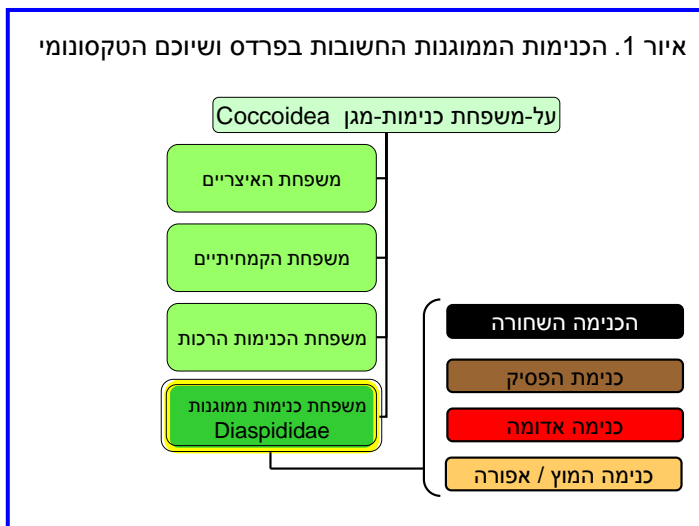 איור 1. הכנימות הממוגנות החשובות בפרדס ושיוכם הטקסונומי
על-משפחת כנימות-מגן Coccoidea
משפחת האיצריים
משפחת הקמחיתיים
משפחת הכנימות הרכות
משפחת כנימות ממוגנות
Diaspididae
הכנימה השחורה
כנימת הפסיק
כנימה אדומה
כנימה המוץ / אפורה